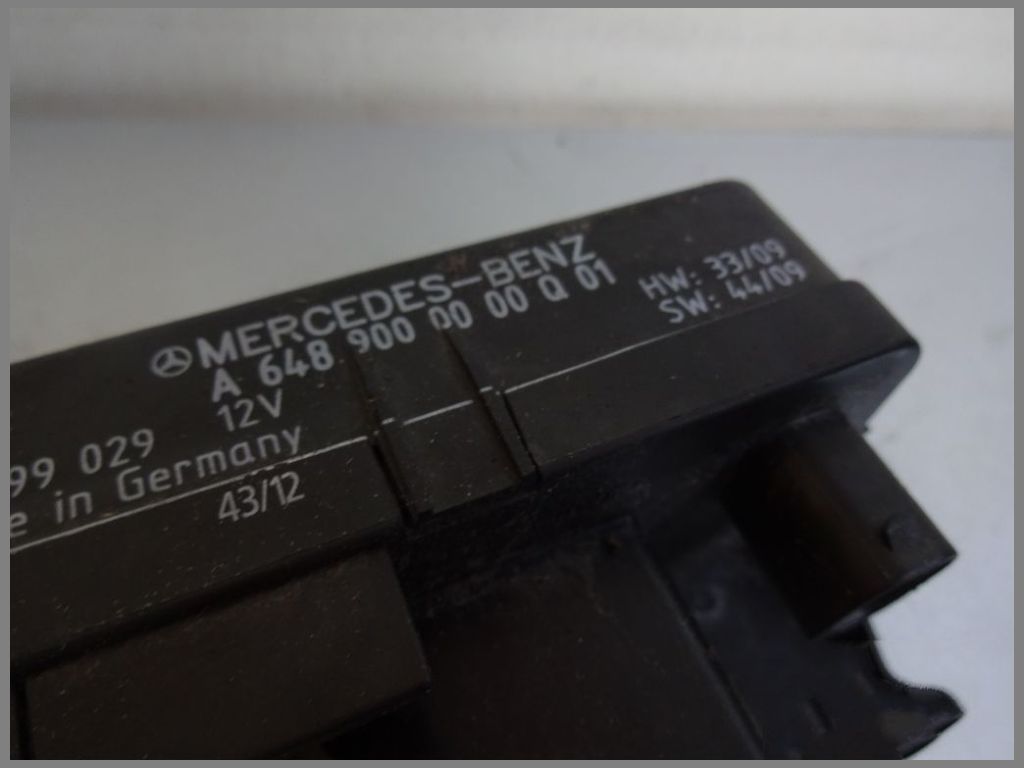 MERCEDES-BENZ
A 648 900 00 00 Q 01
HW: 33/09
SW: 44/09
12V
99 029
in Germany
43/12